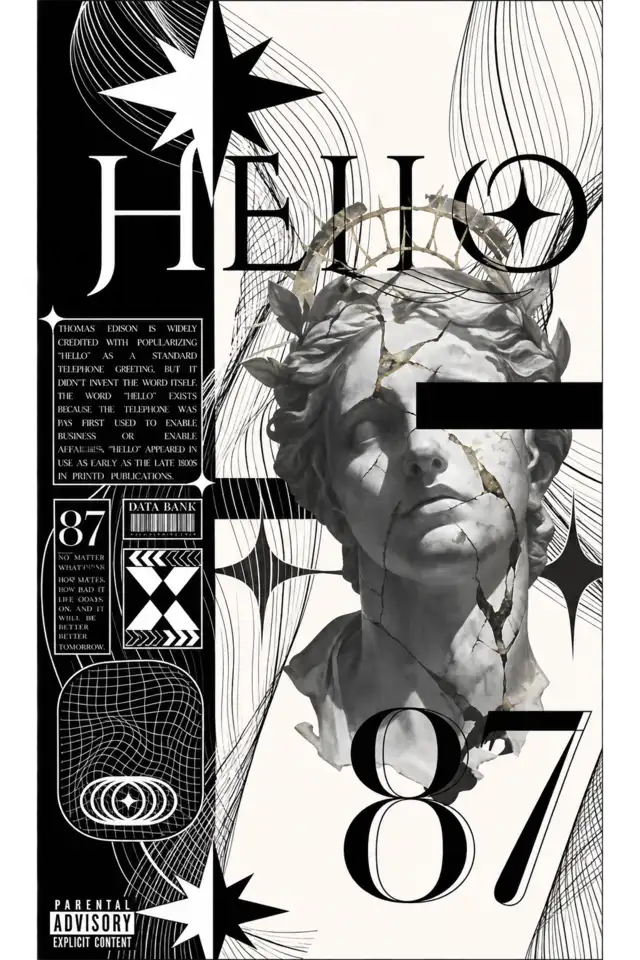 HEllO
THOMAS EDISON IS WIDELY
CREDITED WITH POPULARIZING
"HELLO" AS A STANDARD
TELEPHONE GREETING, BUT IT
DIDN'T INVENT THE WORD ITSELF.
THE WORD "HELLO" EXISTS
BECAUSE THE TELEPHONE WAS
FIRST USED TO ENABLE
BUSINESS OR ENABLE
"HELLO" APPEARED IN
USE AS EARLY AS THE LATE 1800S
IN PRINTD PUBLICATIONS.
87
DATA BANK
NO MATTER
HOW BAD IT
LIFE
ON. AND IT
WILL BE
BETTER
BETTER
TOMORROW.
87
PARENTAL
ADVISORY
EXPLICIT CONTENT